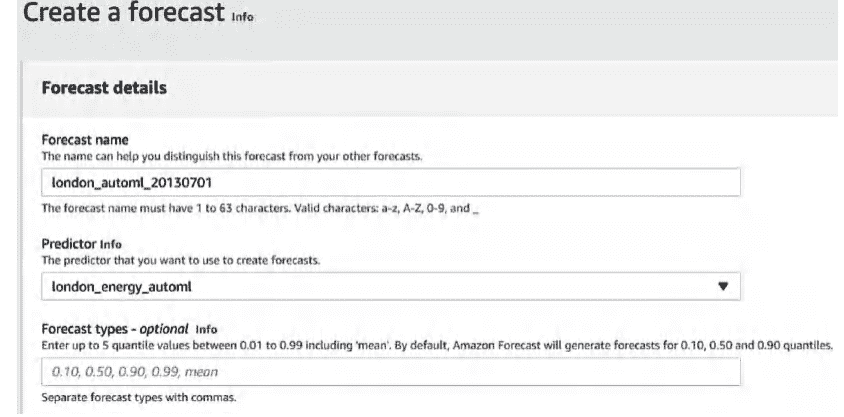 Create a forecast Info
Forecast details
Forecast name
The name can help you distinguish this forecast from your other forecasts.
london_automl_20130701
The forecast name must have 1 to 63 characters. Valid characters: a-z, A-Z, 0-9, and _
Predictor Info
The predictor that you want to use to create forecasts.
london_energy_automl
Forecast types - optional Info
Enter up to 5 quantile values between 0.01 to 0.99 including 'mean'. By default, Amazon Forecast will generate forecasts for 0.10, 0.50 and 0.90 quantiles.
0.10, 0.50, 0.90, 0.99, mean
Separate forecast types with commas.